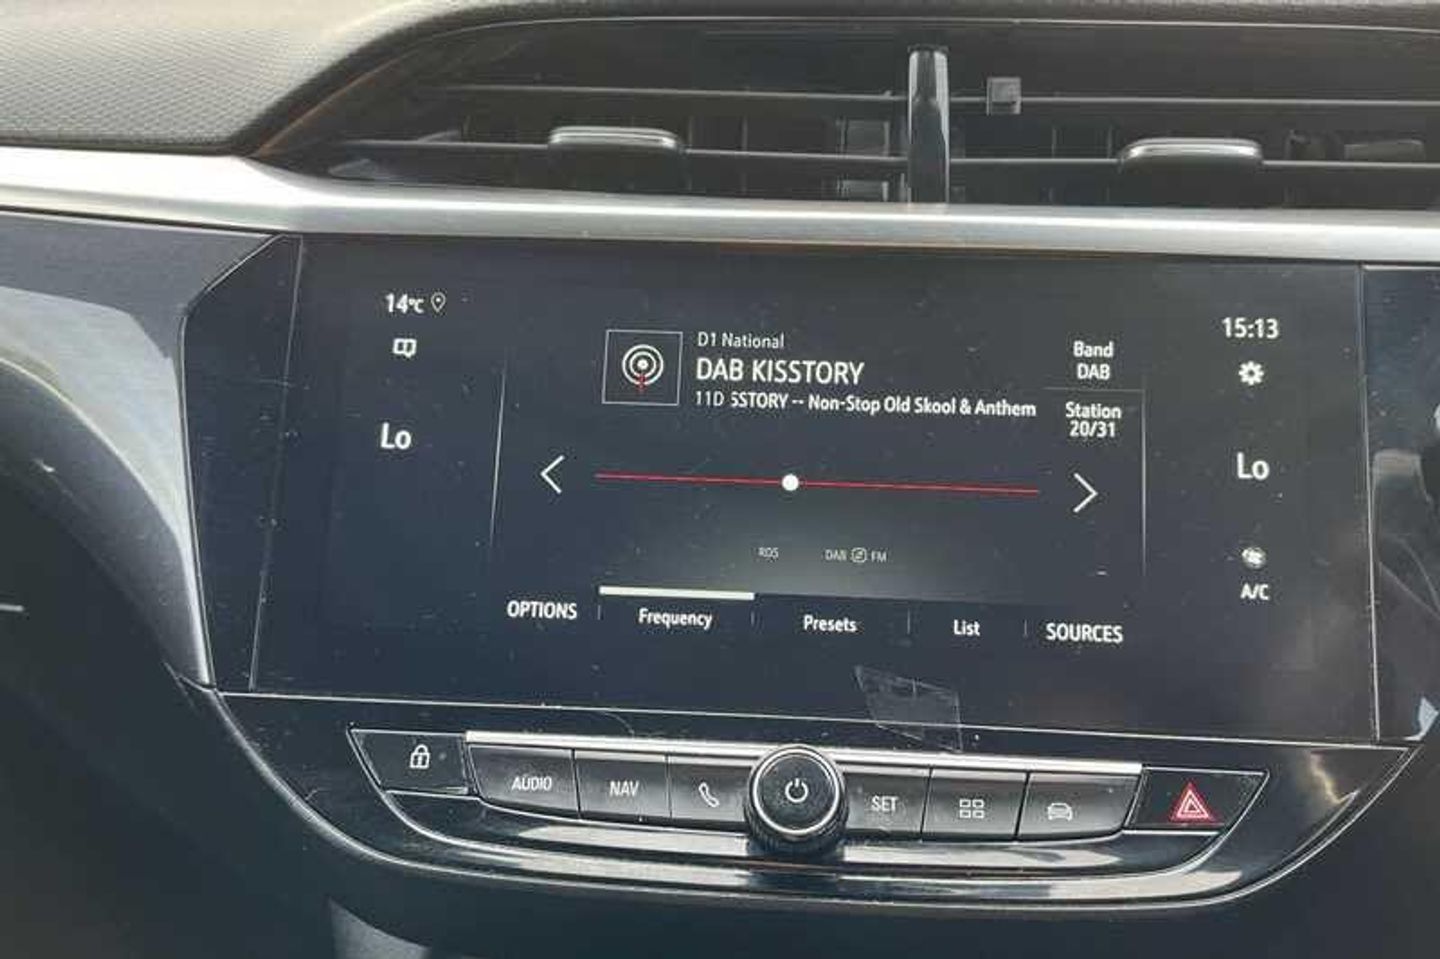 14°C
Lo
D1 National
DAB KISSTORY
11D SSTORY -- Non-Stop Old Skool & Anthem
Band
DAB
Station
20/31
15:13
Lo
A/C
RDS
DAB FM
OPTIONS
Frequency
Presets
List
SOURCES
AUDIO
NAV
SET